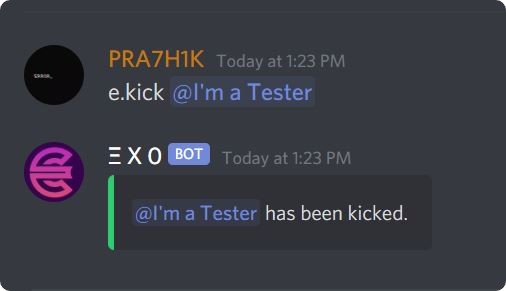 PRA7H1K Today at 1:23 PM
e.kick @I'm a Tester
ERROR_
Ξ X 0 BOT Today at 1:23 PM
@I'm a Tester has been kicked.